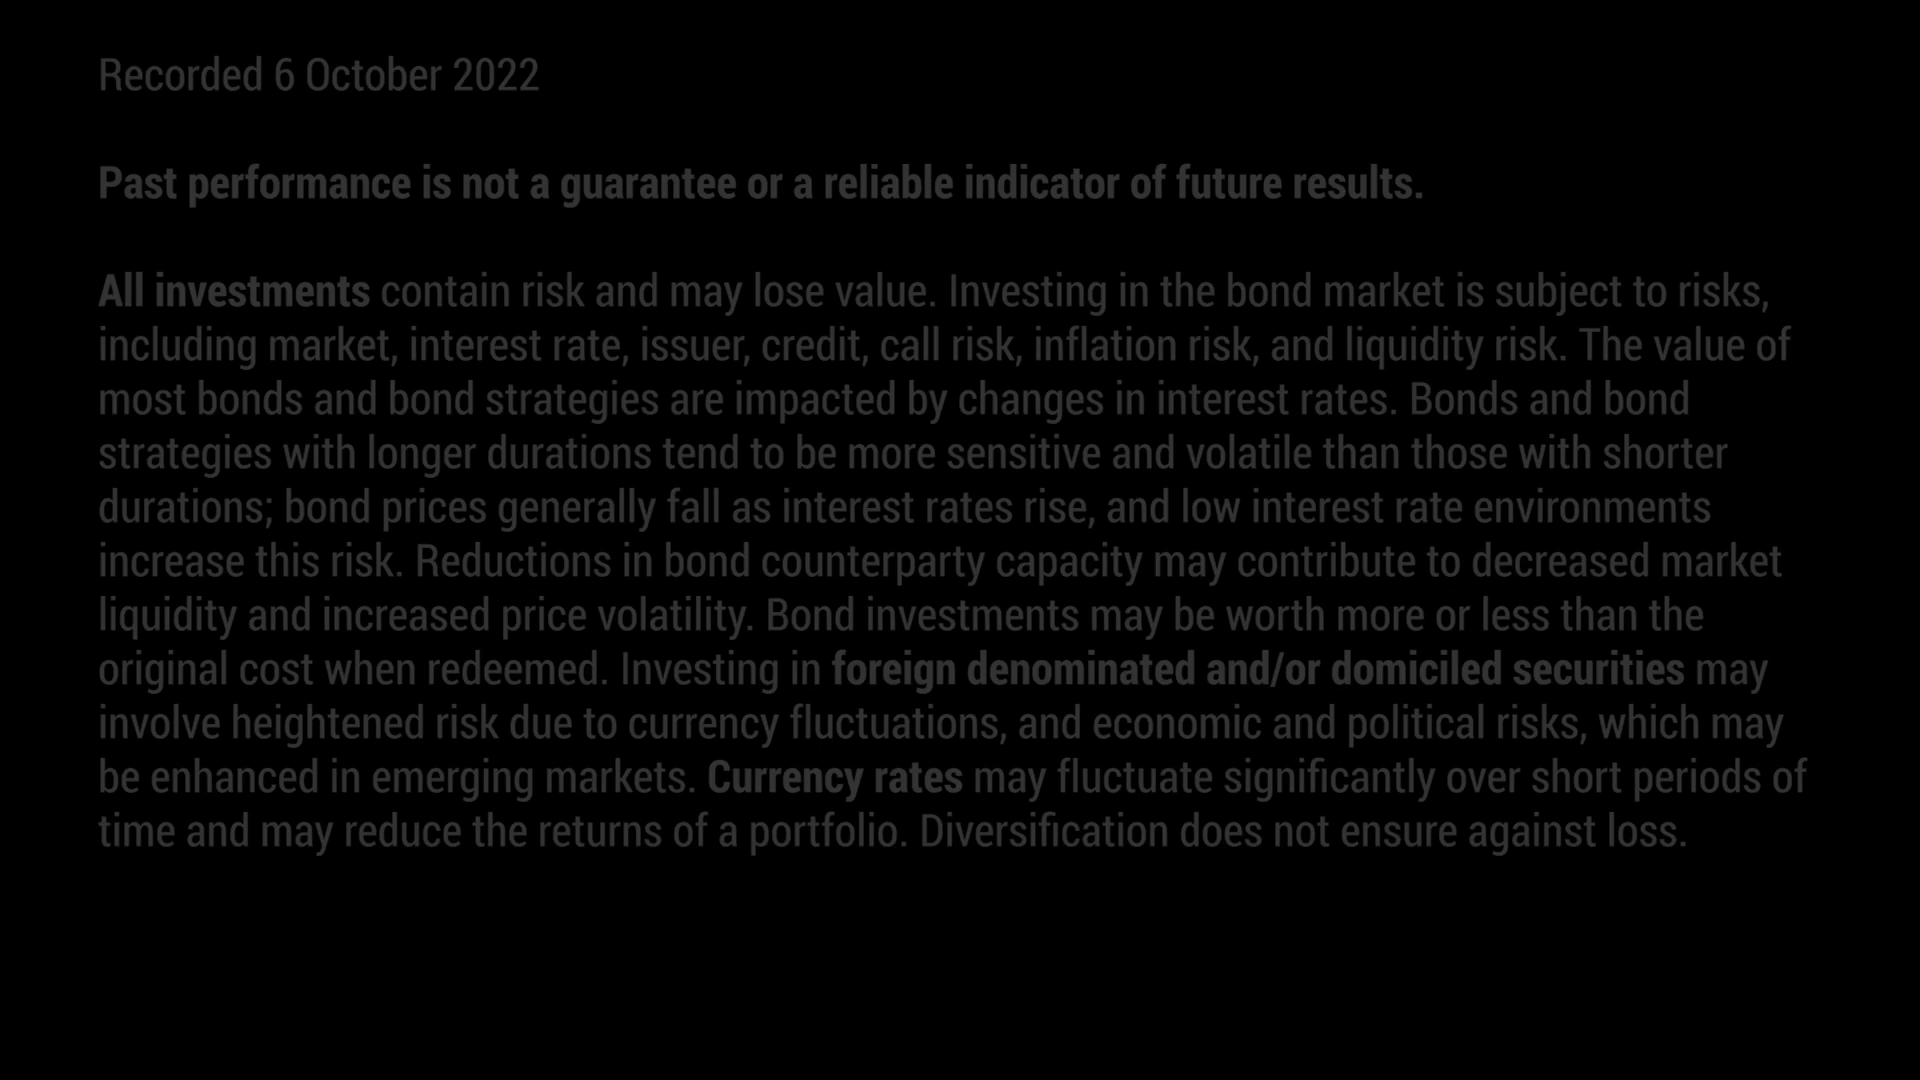 Recorded 6 October 2022
Past performance is not a guarantee or a reliable indicator of future results.
All investments contain risk and may lose value. Investing in the bond market is subject to risks,
including market, interest rate, issuer, credit, call risk, inflation risk, and liquidity risk. The value of
most bonds and bond strategies are impacted by changes in interest rates. Bonds and bond
strategies with longer durations tend to be more sensitive and volatile than those with shorter
durations; bond prices generally fall as interest rates rise, and low interest rate environments
increase this risk. Reductions in bond counterparty capacity may contribute to decreased market
liquidity and increased price volatility. Bond investments may be worth more or less than the
original cost when redeemed. Investing in foreign denominated and/or domiciled securities may
involve heightened risk due to currency fluctuations, and economic and political risks, which may
be enhanced in emerging markets. Currency rates may fluctuate significantly over short periods of
time and may reduce the returns of a portfolio. Diversification does not ensure against loss.